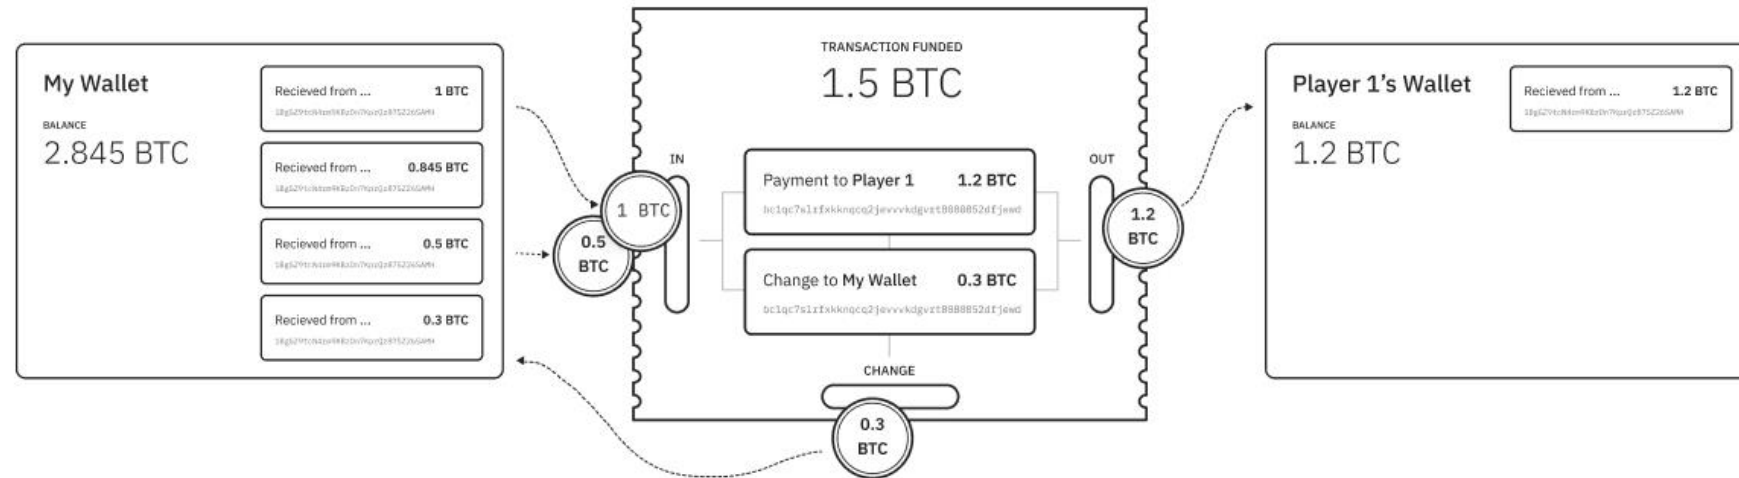 My Wallet
BALANCE
2.845 BTC
Recieved from ... 1 BTC
Recieved from ... 0.845 BTC
Recieved from ... 0.5 BTC
Recieved from ... 0.3 BTC
TRANSACTION FUNDED
1.5 BTC
IN
1 BTC
0.5
BTC
Payment to Player 1 1.2 BTC
Change to My Wallet 0.3 BTC
OUT
1.2
BTC
CHANGE
0.3
BTC
Player 1's Wallet
BALANCE
1.2 BTC
Recieved from ... 1.2 BTC